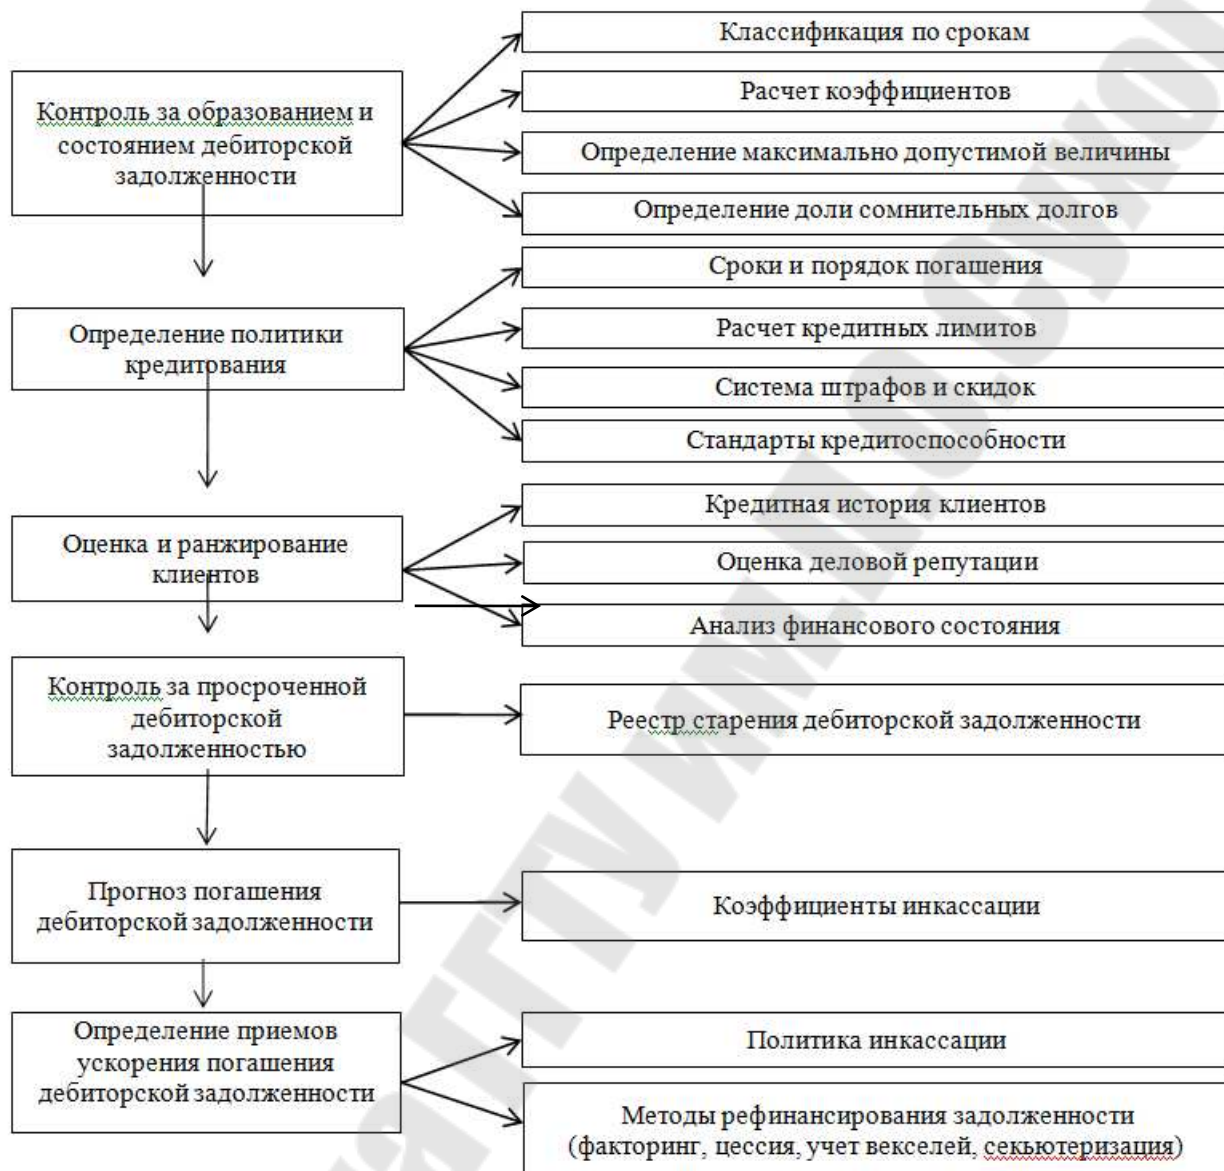 Контроль за образованием и
состоянием дебиторской
задолженности
Классификация по срокам
Расчет коэффициентов
Определение максимально допустимой величины
Определение доли сомнительных долгов
Определение политики
кредитования
Сроки и порядок погашения
Расчет кредитных лимитов
Система штрафов и скидок
Стандарты кредитоспособности
Оценка и ранжирование
клиентов
Кредитная история клиентов
Оценка деловой репутации
Анализ финансового состояния
Контроль за просроченной
дебиторской
задолженностью
Реестр старения дебиторской задолженности
Прогноз погашения
дебиторской задолженности
Коэффициенты инкассации
Определение приемов
ускорения погашения
дебиторской задолженности
Политика инкассации
Методы рефинансирования задолженности
(факторинг, цессия, учет векселей, секьютеризация)